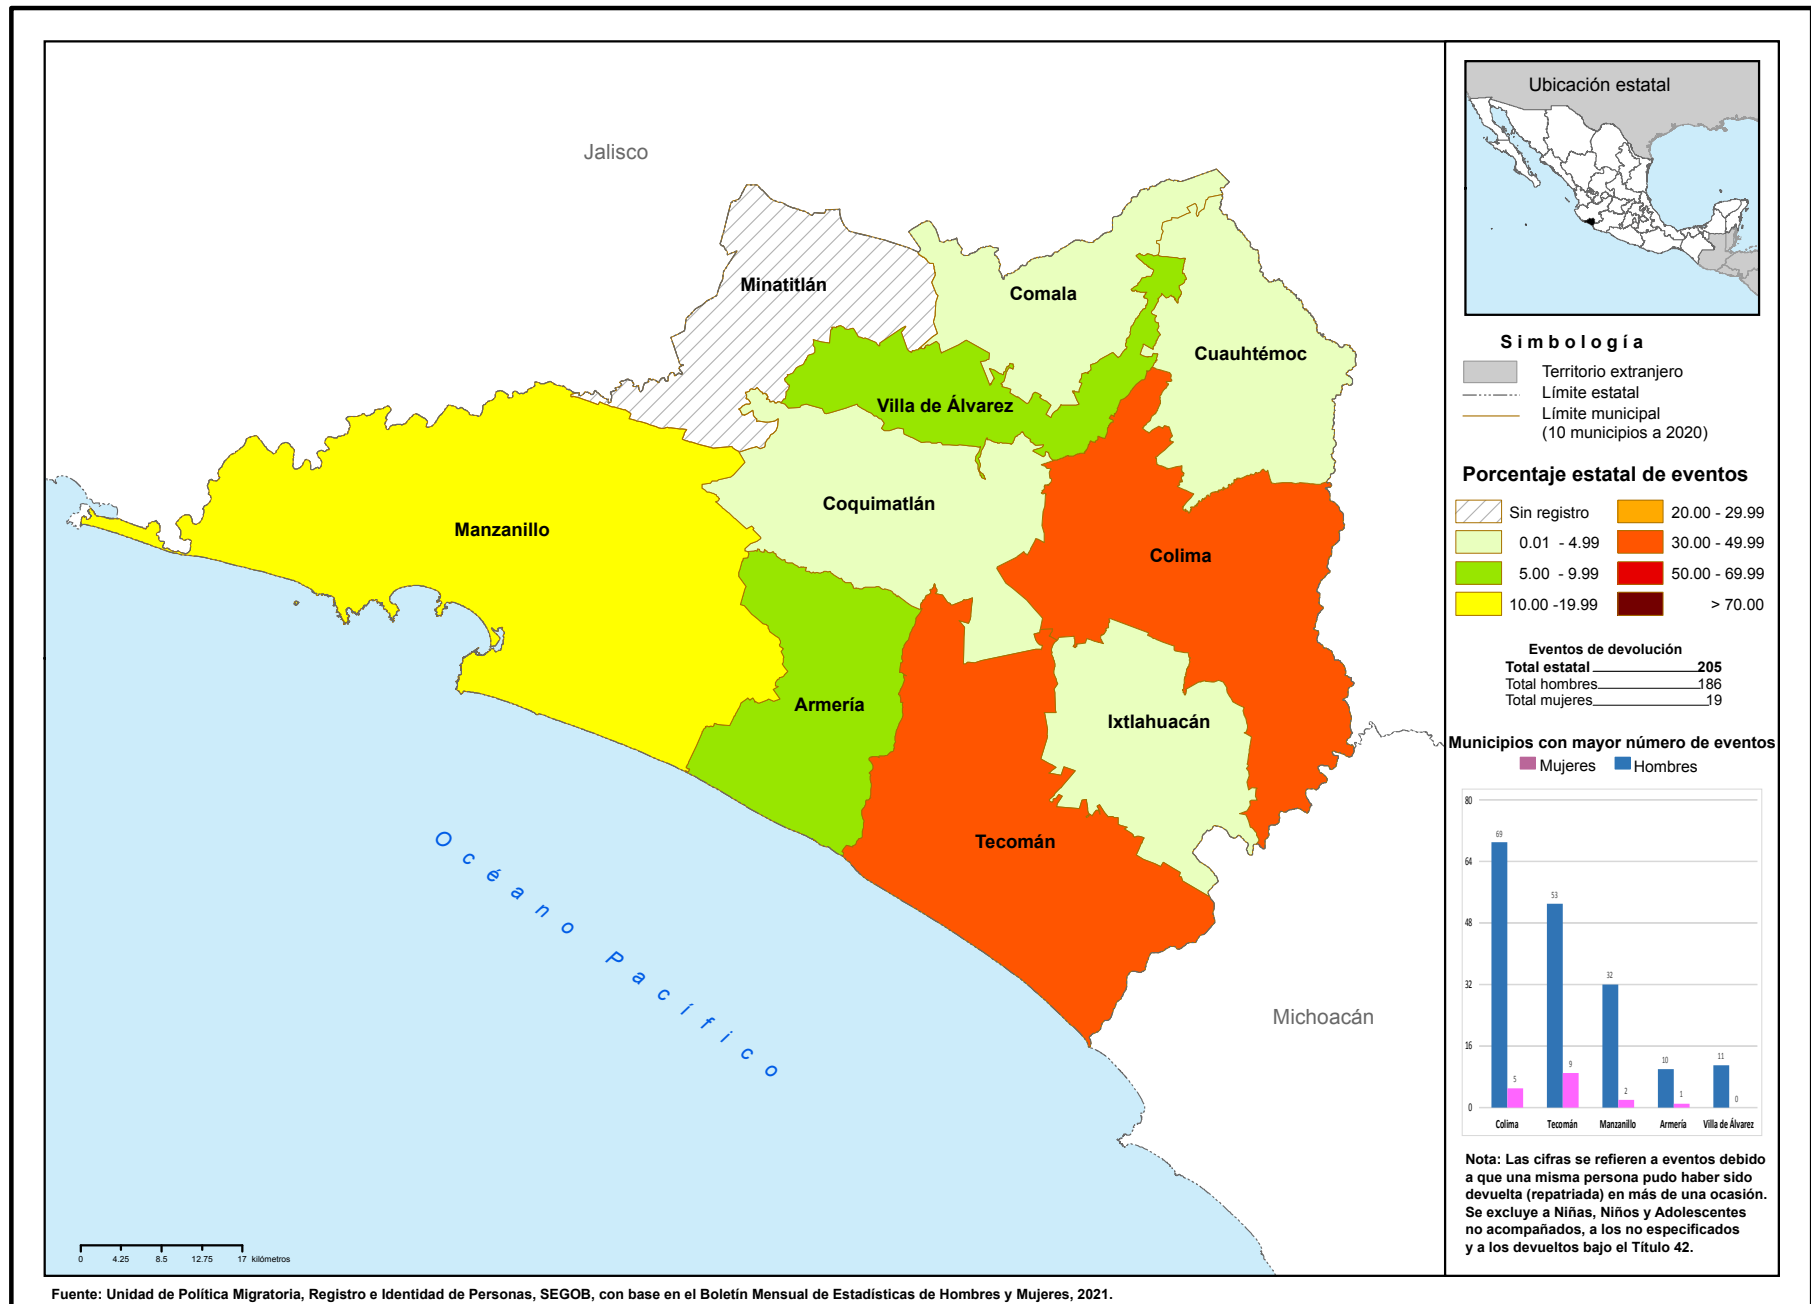 Jalisco
Minatitlán
Comala
Cuauhtémoc
Villa de Álvarez
Coquimatlán
Manzanillo
Colima
Armería
Ixtlahuacán
Tecomán
Océano Pacífico
Michoacán
0 4.25 8.5 12.75 17 kilómetros
Ubicación estatal
Simbología
Territorio extranjero
Límite estatal
Límite municipal
(10 municipios a 2020)
Porcentaje estatal de eventos
Sin registro 20.00 - 29.99
0.01 - 4.99 30.00 - 49.99
5.00 - 9.99 50.00 - 69.99
10.00 -19.99 > 70.00
Eventos de devolución
Total estatal 205
Total hombres 186
Total mujeres 19
Municipios con mayor número de eventos
Mujeres Hombres
80
69
64
53
48
32
32
16
10 11
9
5
2
1
0
0
Colima Tecomán Manzanillo Armería Villa de Álvarez
Nota: Las cifras se refieren a eventos debido
a que una misma persona pudo haber sido
devuelta (repatriada) en más de una ocasión.
Se excluye a Niñas, Niños y Adolescentes
no acompañados, a los no especificados
y a los devueltos bajo el Título 42.
Fuente: Unidad de Política Migratoria, Registro e Identidad de Personas, SEGOB, con base en el Boletín Mensual de Estadísticas de Hombres y Mujeres, 2021.